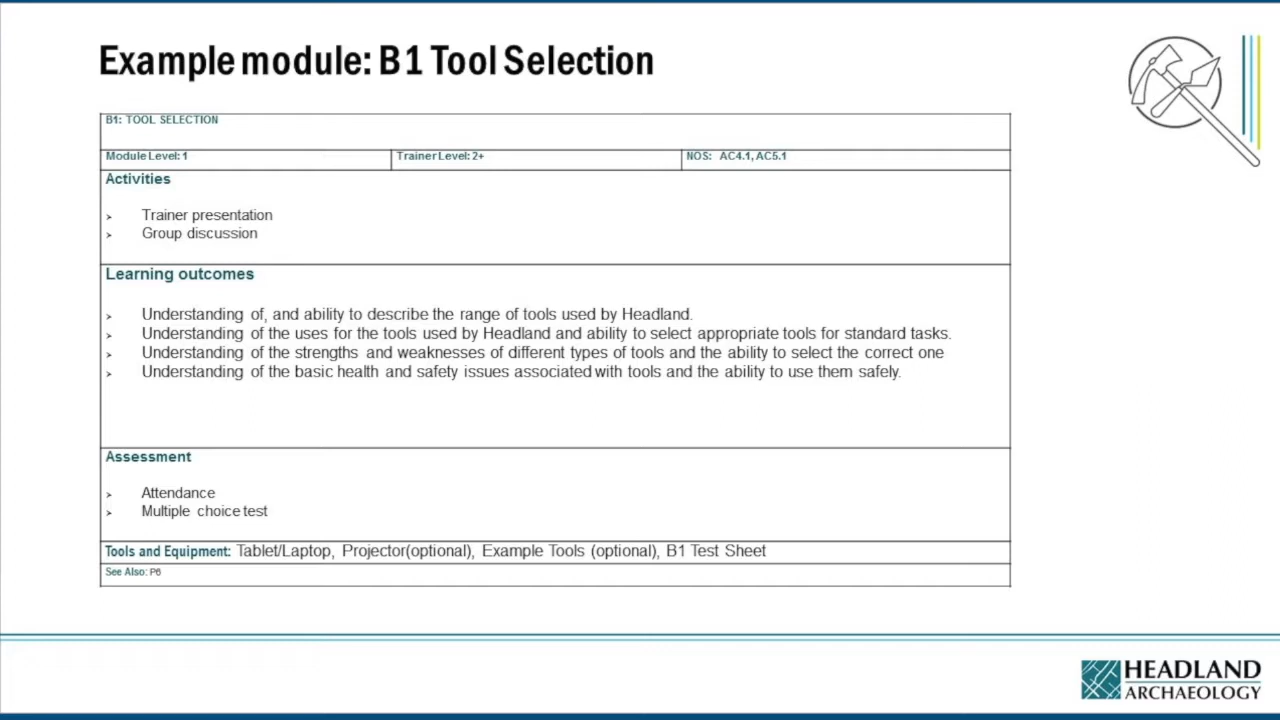 Example module: B1 Tool Selection
B1: TOOL SELECTION
Module Level: 1
Trainer Level: 2+
NOS: AC4.1, AC5.1
Activities
➢ Trainer presentation
➢ Group discussion
Learning outcomes
➢ Understanding of, and ability to describe the range of tools used by Headland.
➢ Understanding of the uses for the tools used by Headland and ability to select appropriate tools for standard tasks.
➢ Understanding of the strengths and weaknesses of different types of tools and the ability to select the correct one
➢ Understanding of the basic health and safety issues associated with tools and the ability to use them safely.
Assessment
➢ Attendance
➢ Multiple choice test
Tools and Equipment: Tablet/Laptop, Projector(optional), Example Tools (optional), B1 Test Sheet
See Also: P6
HEADLAND
ARCHAEOLOGY